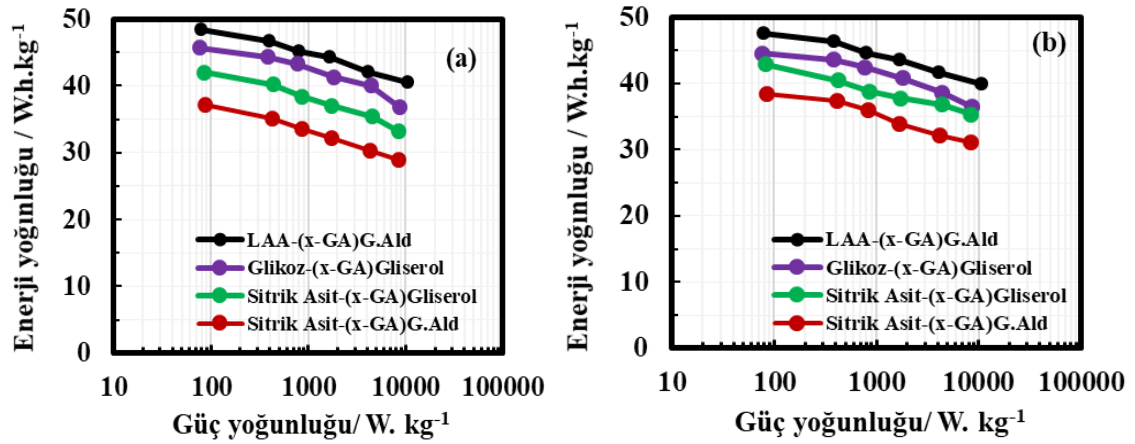 Enerji yoğınluğu / W.h.kg-1
50
40
30
20
10
0
(a)
LAA-(x-GA)G.Ald
Glikoz-(x-GA)Gliserol
Sitrik Asit-(x-GA)Gliserol
Sitrik Asit-(x-GA)G.Ald
10 100 1000 10000 100000
Güç yoğunluğu/ W. kg-1
Enerji yoğınluğu / W.h.kg-1
50
40
30
20
10
0
(b)
LAA-(x-GA)G.Ald
Glikoz-(x-GA)Gliserol
Sitrik Asit-(x-GA)Gliserol
Sitrik Asit-(x-GA)G.Ald
10 100 1000 10000 100000
Güç yoğunluğu/ W. kg-1